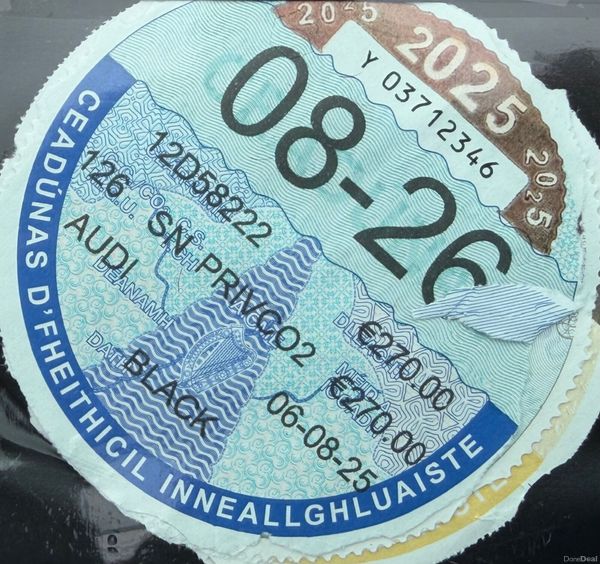 2025 2025 2025
Y 03712346
08-26
12D58222
126 SN PRIVCO2 €270.00
AUDI €270.00
BLACK 06-08-25
CEADÚNAS D'FHEITHICIL INNEALLGHLUAISTE
DoneDeal